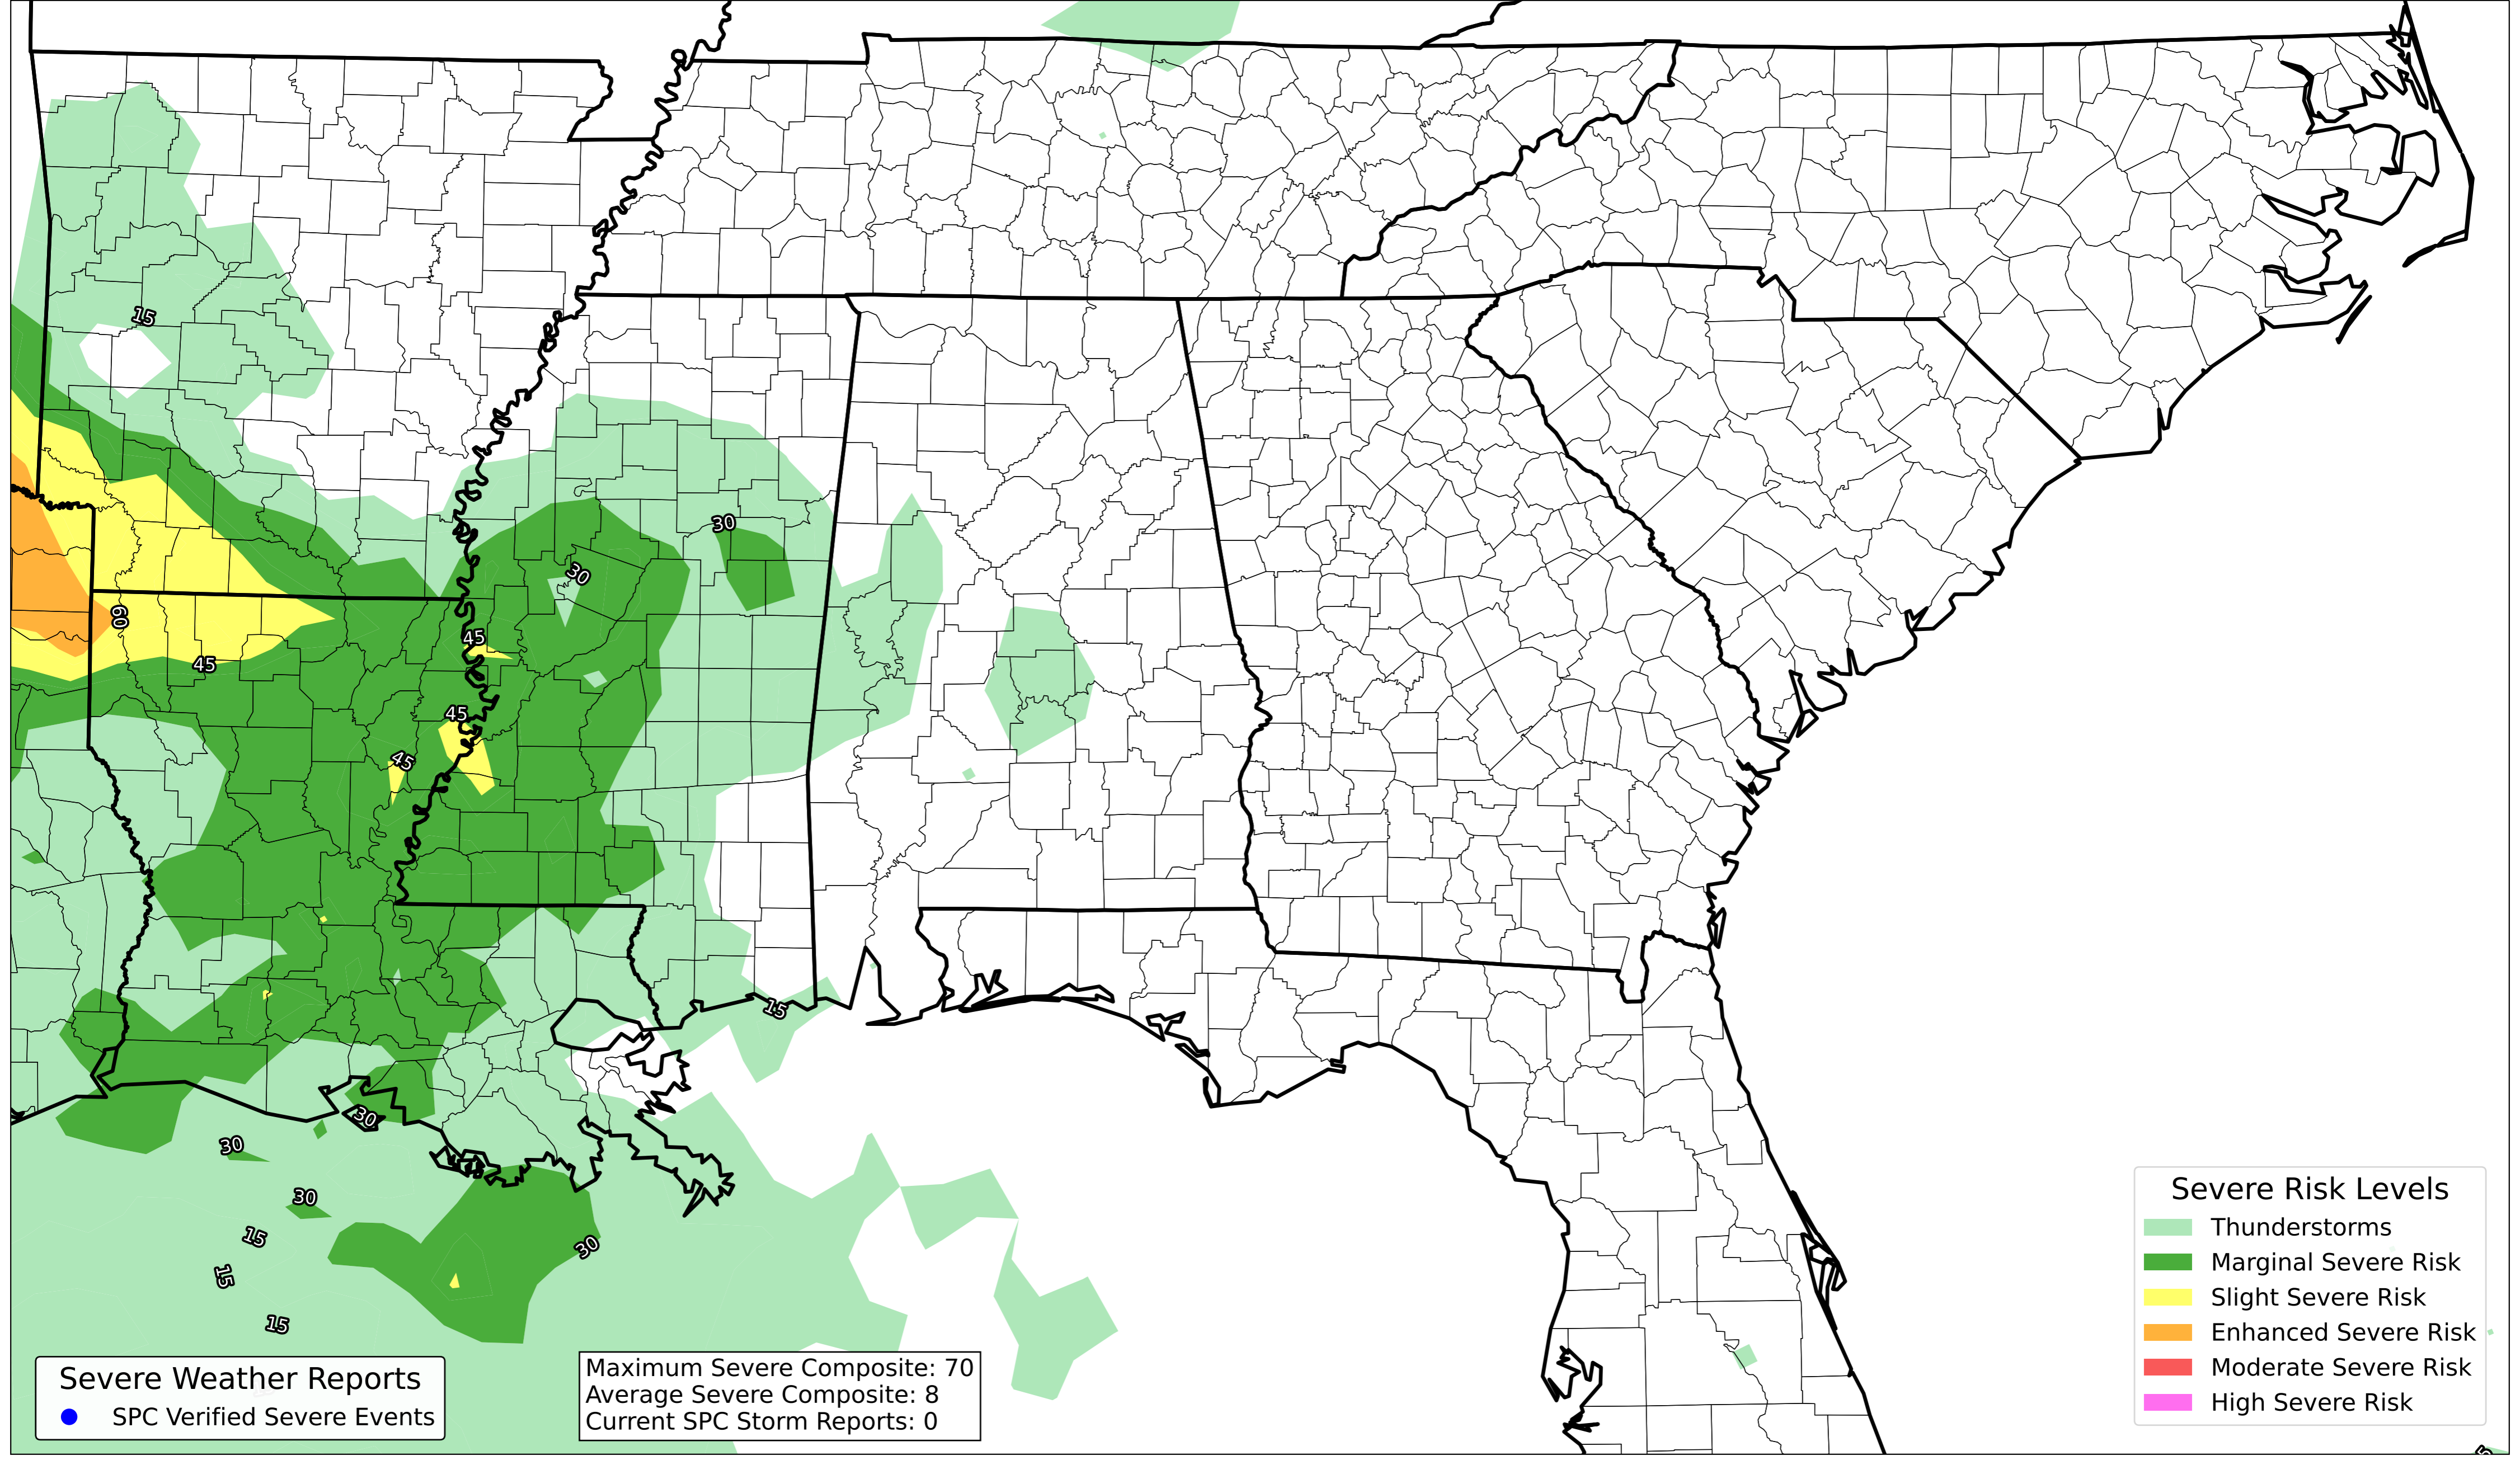 15
30
30
60
45
45
45
45
15
30
30
30
15
30
15
15
Severe Risk Levels
Thunderstorms
Marginal Severe Risk
Slight Severe Risk
Enhanced Severe Risk
Moderate Severe Risk
High Severe Risk
Severe Weather Reports
SPC Verified Severe Events
Maximum Severe Composite: 70
Average Severe Composite: 8
Current SPC Storm Reports: 0